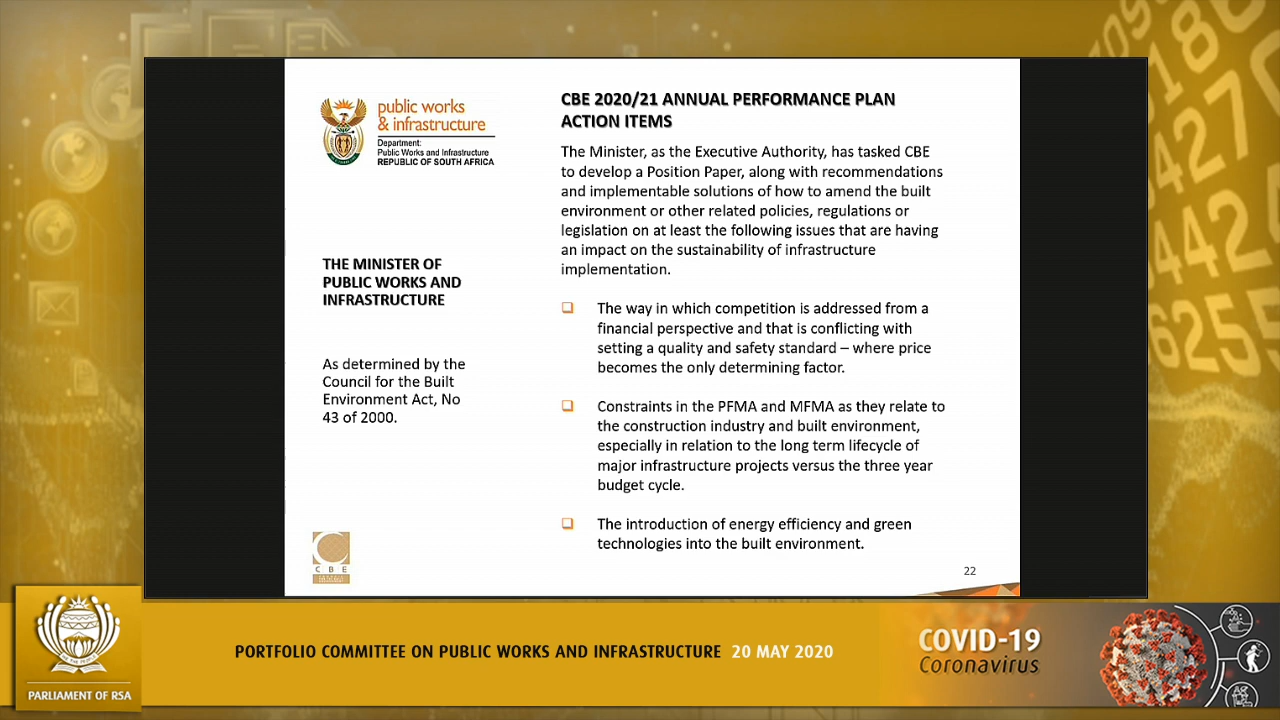 public works
& infrastructure
Department:
Public Works and Infrastructure
REPUBLIC OF SOUTH AFRICA
THE MINISTER OF
PUBLIC WORKS AND
INFRASTRUCTURE
As determined by the
Council for the Built
Environment Act, No
43 of 2000.
CBE
CBE 2020/21 ANNUAL PERFORMANCE PLAN
ACTION ITEMS
The Minister, as the Executive Authority, has tasked CBE
to develop a Position Paper, along with recommendations
and implementable solutions of how to amend the built
environment or other related policies, regulations or
legislation on at least the following issues that are having
an impact on the sustainability of infrastructure
implementation.
❑ The way in which competition is addressed from a
financial perspective and that is conflicting with
setting a quality and safety standard – where price
becomes the only determining factor.
❑ Constraints in the PFMA and MFMA as they relate to
the construction industry and built environment,
especially in relation to the long term lifecycle of
major infrastructure projects versus the three year
budget cycle.
❑ The introduction of energy efficiency and green
technologies into the built environment.
22
PARLIAMENT OF RSA
PORTFOLIO COMMITTEE ON PUBLIC WORKS AND INFRASTRUCTURE 20 MAY 2020
COVID-19
Coronavirus